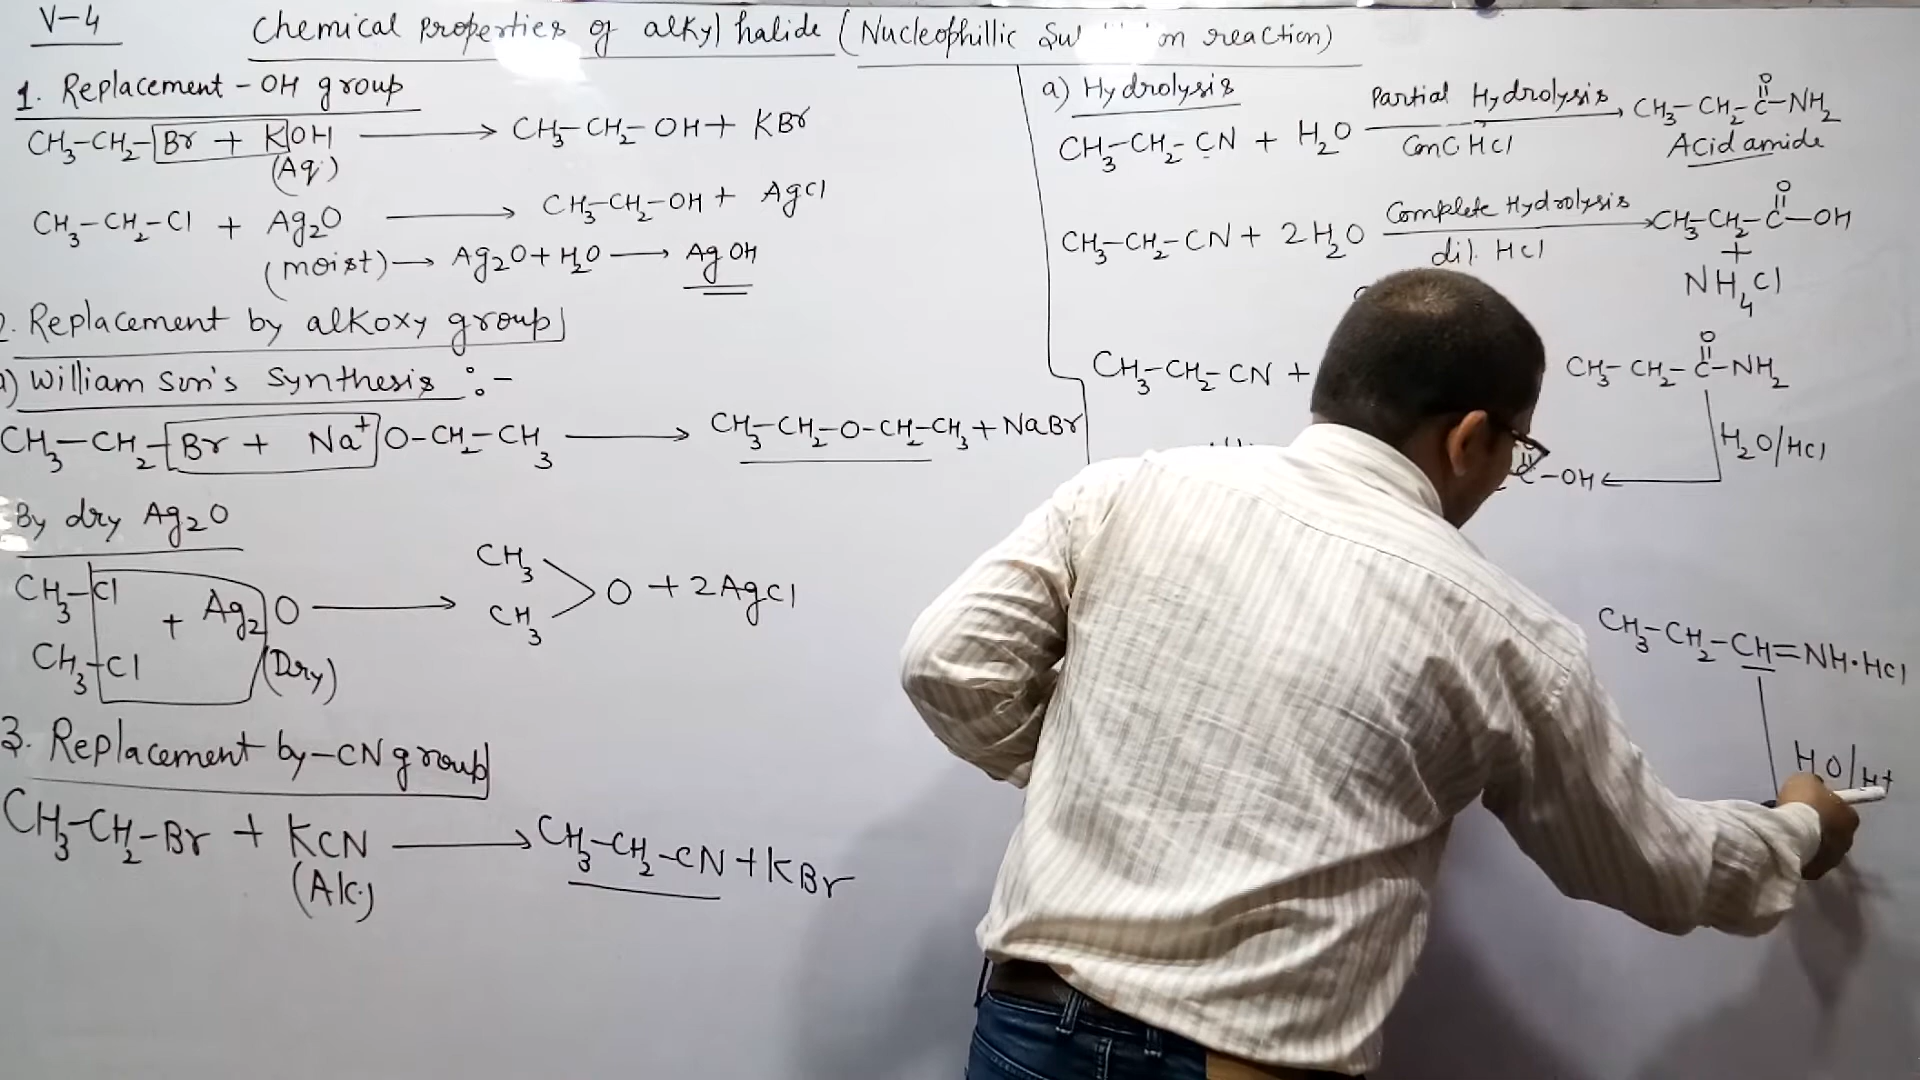 V-4
Chemical Properties of alkyl halide (Nucleophillic reaction)
1. Replacement - OH group
CH3-CH2-Br + KOH → CH3-CH2-OH + KBr
(Aq.)
CH3-CH2-Cl + Ag2O → CH3-CH2-OH + AgCl
(moist) → Ag2O + H2O → AgOH
2. Replacement by alkoxy group
a) William Sun's Synthesis :-
CH3-CH2-Br + Na+ O-CH2-CH3 → CH3-CH2-O-CH2-CH3 + NaBr
By dry Ag2O
CH3-Cl
+ Ag2O → CH3 CH3 > O + 2AgCl
CH3-Cl
(Dry)
3. Replacement by -CN group
CH3-CH2-Br + KCN → CH3-CH2-CN + KBr
(Alc.)
a) Hydrolysis
CH3-CH2-CN + H2O Partial Hydrolysis → CH3-CH2-C-NH2
O
Conc HCl
Acid amide
CH3-CH2-CN + 2H2O Complete Hydrolysis → CH3-CH2-C-OH
O
dil. HCl
+
NH4Cl
CH3-CH2-CN +
CH3-CH2-C-NH2
O
H2O/HCl
C-OH ←
CH3-CH2-CH=NH·HCl
H O/H+